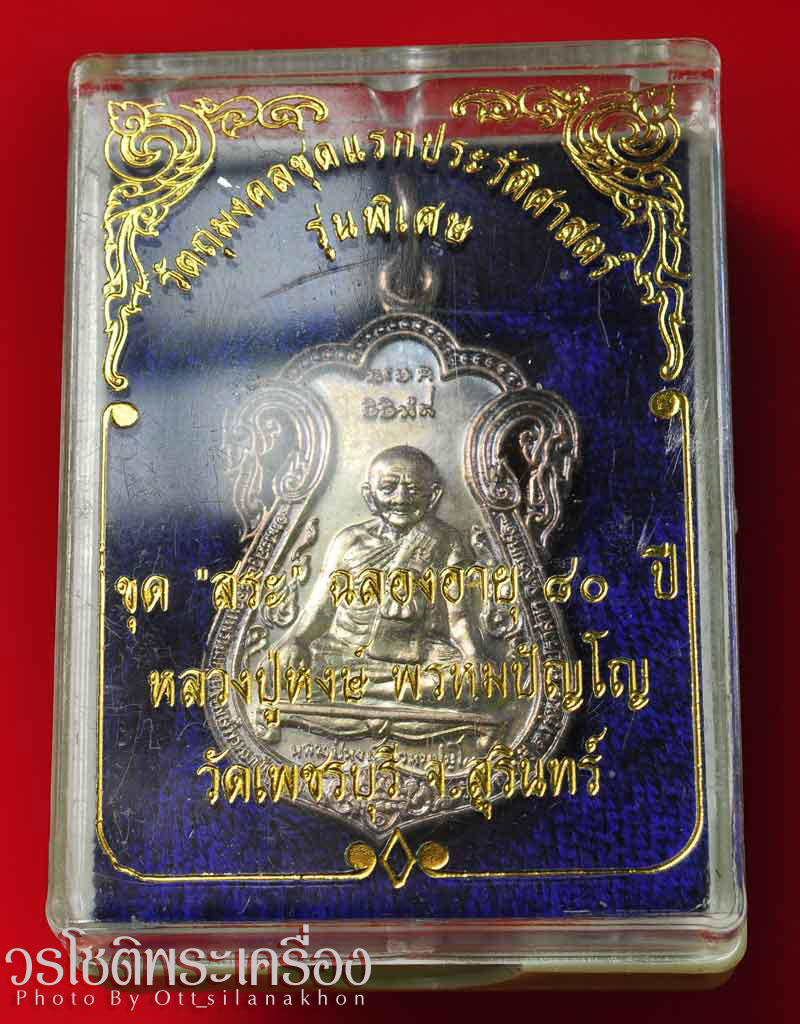 วัตถุมงคลชุดแรกประวัติศาสตร์
รุ่นพิเศษ
ชุด "สระ" ฉลองอายุ ๘๐ ปี
หลวงปู่หงษ์ พรหมปัญโญ
วัดเพชรบุรี จ.สุรินทร์
วรโชติพระเครื่อง
Photo By Ott_silanakhon